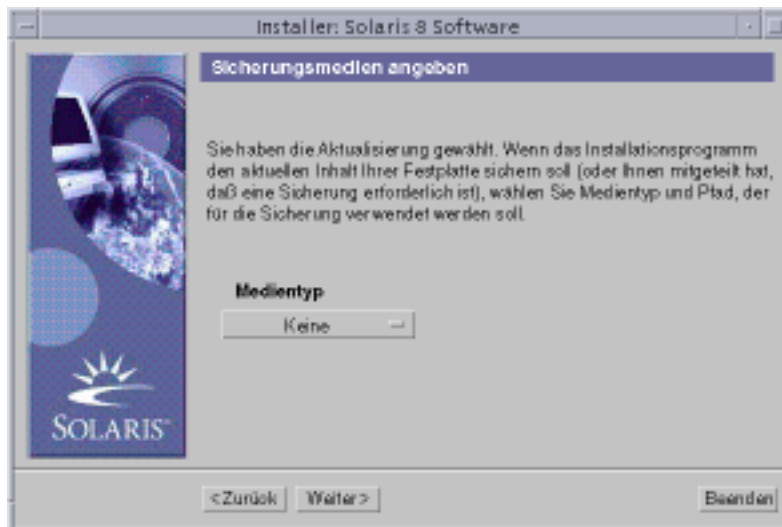 Installer: Solaris 8 Software
Sicherungsmedien angeben
Sie haben die Aktualisierung gewählt. Wenn das Installationsprogramm
den aktuellen Inhalt Ihrer Festplatte sichern soll (oder Ihnen mitgeteilt hat,
daß eine Sicherung erforderlich ist), wählen Sie Medientyp und Pfad, der
für die Sicherung verwendet werden soll.
Medientyp
Keine
SOLARIS™
<Zurück Weiter> Beenden